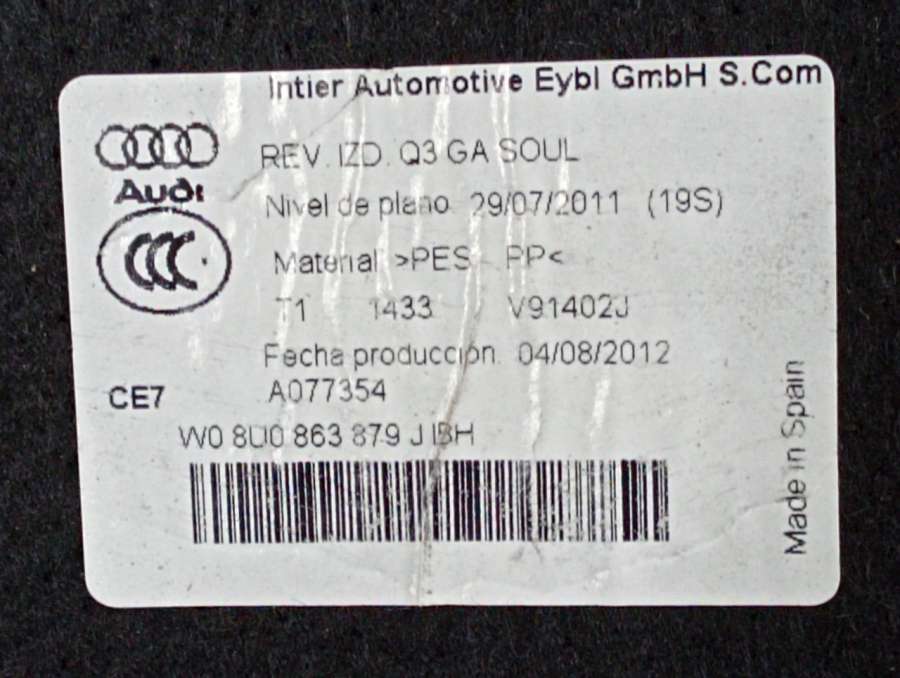 Intier Automotive Eybl GmbH S.Com
REV. IZD. Q3 GA SOUL
Audi
Nivel de plano 29/07/2011 (19S)
CCC
Material >PES - PP<
T1 1433 V91402J
Fecha producción. 04/08/2012
CE7
A077354
W0 8U0 863 879 J IBH
Made in Spain